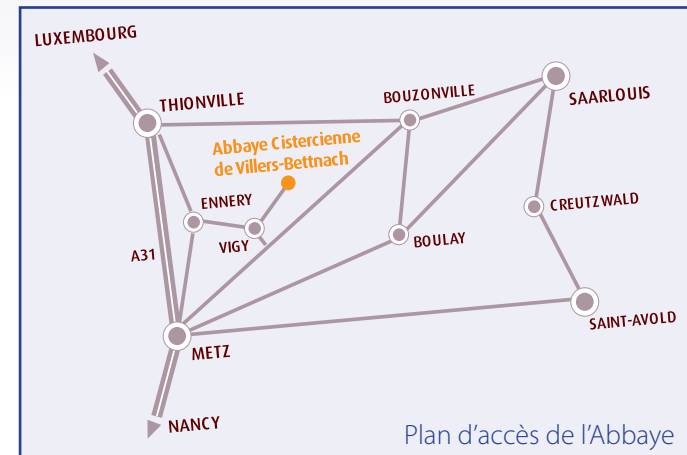 LUXEMBOURG
THIONVILLE
BOUZONVILLE
SAARLOUIS
Abbaye Cistercienne
de Villers-Bettnach
ENNERY
CREUTZWALD
VIGY
BOULAY
A31
SAINT-AVOLD
METZ
NANCY
Plan d'accès de l'Abbaye